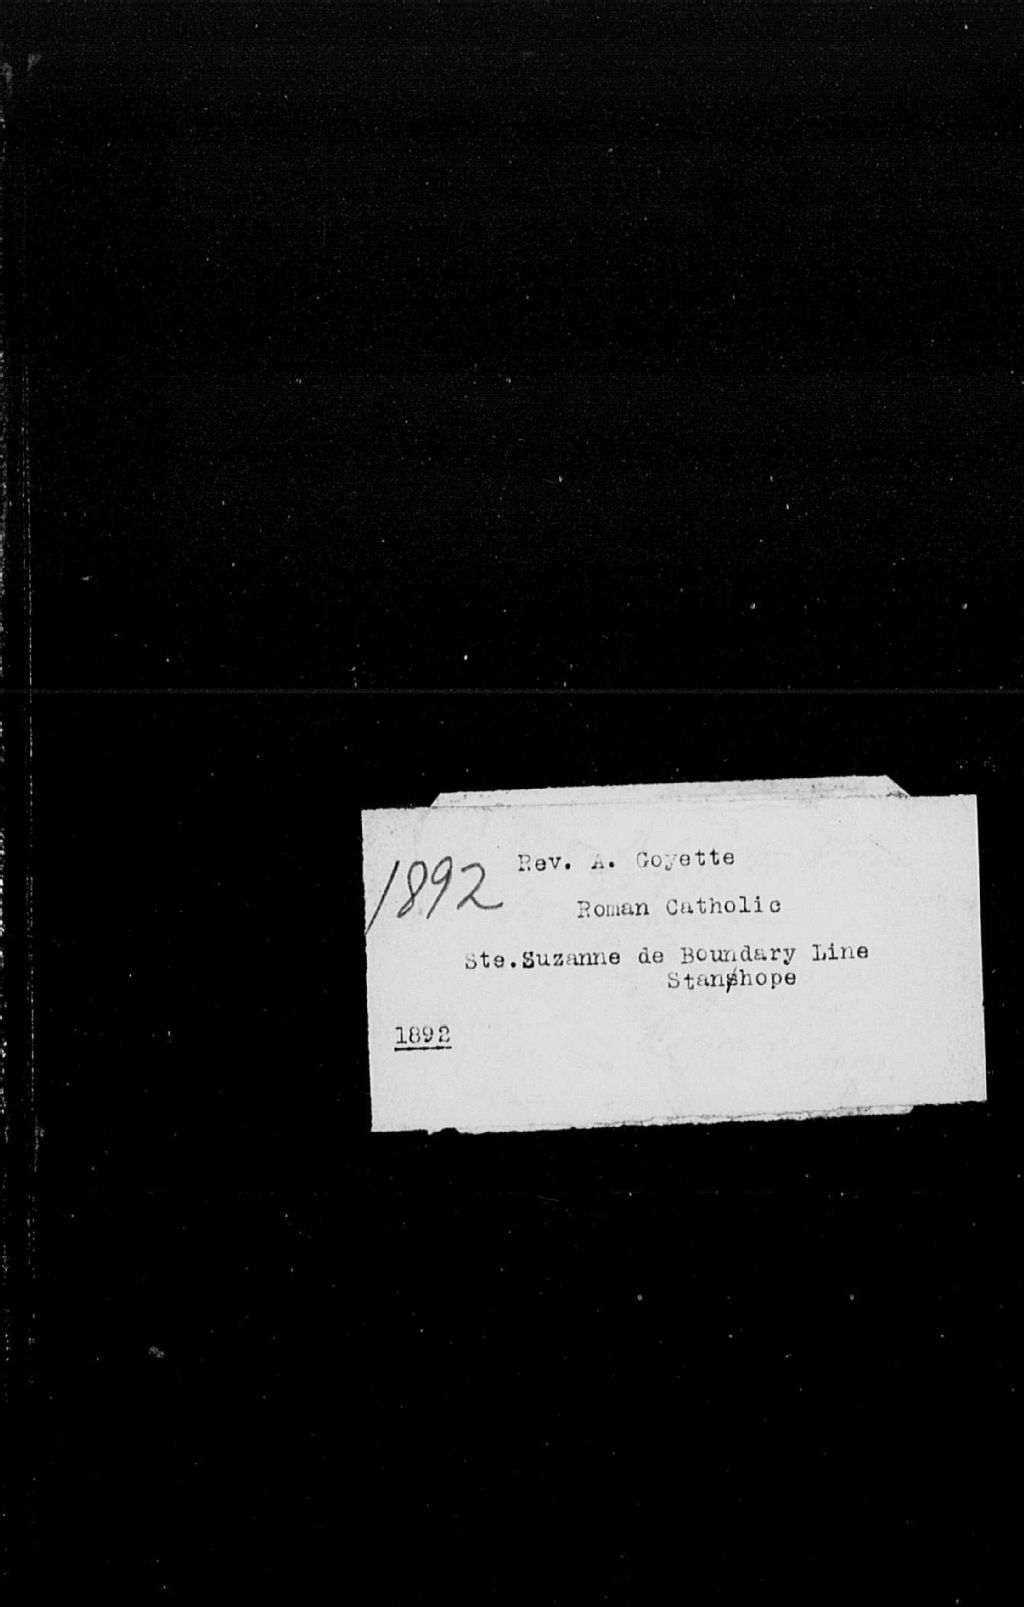 Rev. A. Goyette
1892
Roman Catholic
Ste.Suzanne de Boundary Line
Stanshope
1892